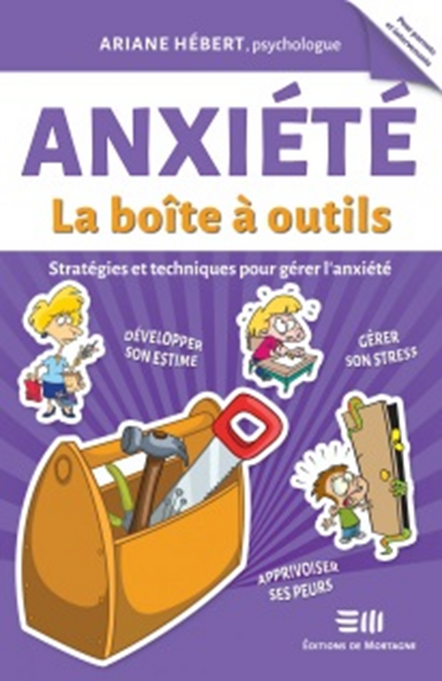 ARIANE HÉBERT, psychologue
Pour parents
et intervenants
ANXIÉTÉ
La boîte à outils
Stratégies et techniques pour gérer l'anxiété
DÉVELOPPER
SON ESTIME
GÉRER
SON STRESS
APPRIVOISER
SES PEURS
ÉDITIONS DE MORTAGNE